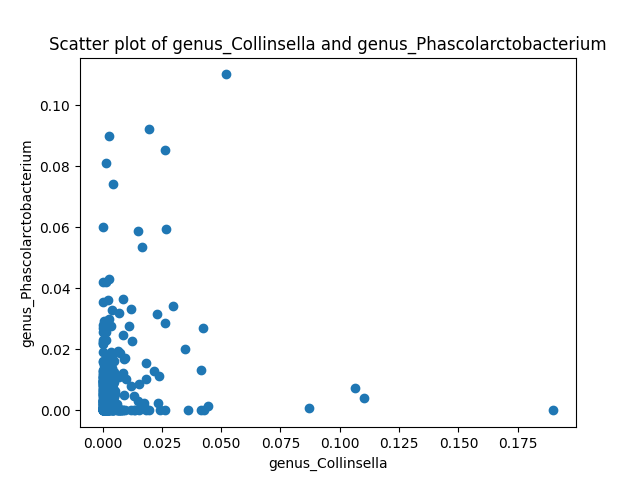 Scatter plot of genus_Collinsella and genus_Phascolarctobacterium
0.10
0.08
0.06
0.04
0.02
0.00
genus_Phascolarctobacterium
0.000 0.025 0.050 0.075 0.100 0.125 0.150 0.175
genus_Collinsella